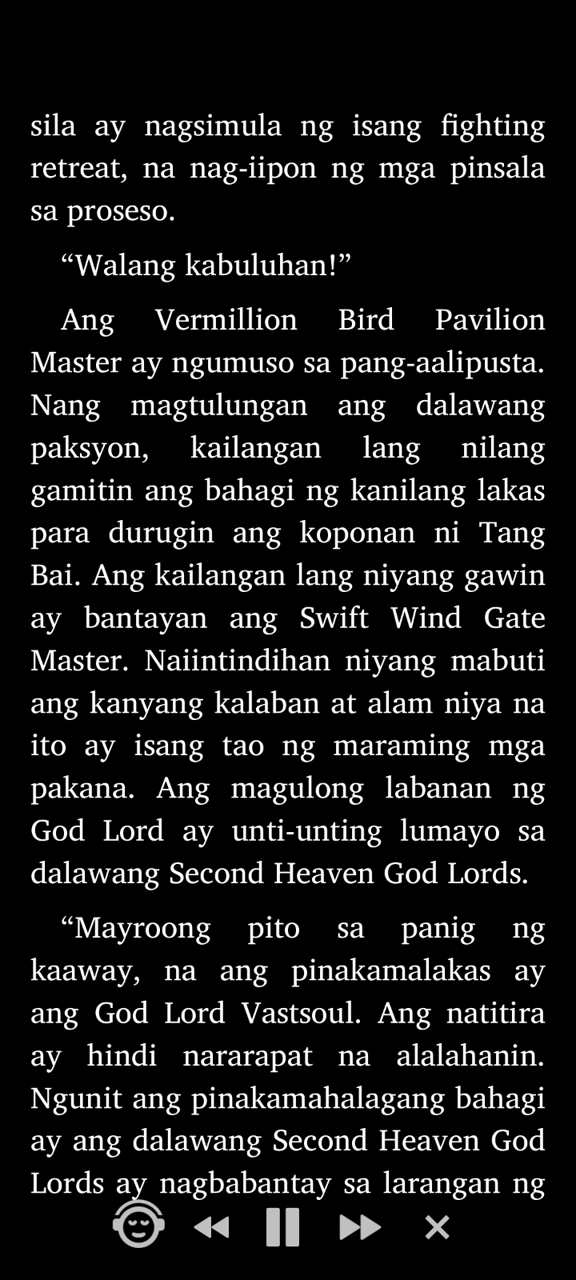 sila ay nagsimula ng isang fighting
retreat, na nag-iipon ng mga pinsala
sa proseso.
“Walang kabuluhan!”
Ang Vermillion Bird Pavilion
Master ay ngumuso sa pang-aalipusta.
Nang magtulungan ang dalawang
paksyon, kailangan lang nilang
gamitin ang bahagi ng kanilang lakas
para durugin ang koponan ni Tang
Bai. Ang kailangan lang niyang gawin
ay bantayan ang Swift Wind Gate
Master. Naiintindihan niyang mabuti
ang kanyang kalaban at alam niya na
ito ay isang tao ng maraming mga
pakana. Ang magulong labanan ng
God Lord ay unti-unting lumayo sa
dalawang Second Heaven God Lords.
“Mayroong pito sa panig ng
kaaway, na ang pinakamalakas ay
ang God Lord Vastsoul. Ang natitira
ay hindi nararapat na alalahanin.
Ngunit ang pinakamahalagang bahagi
ay ang dalawang Second Heaven God
Lords ay nagbabantay sa larangan ng